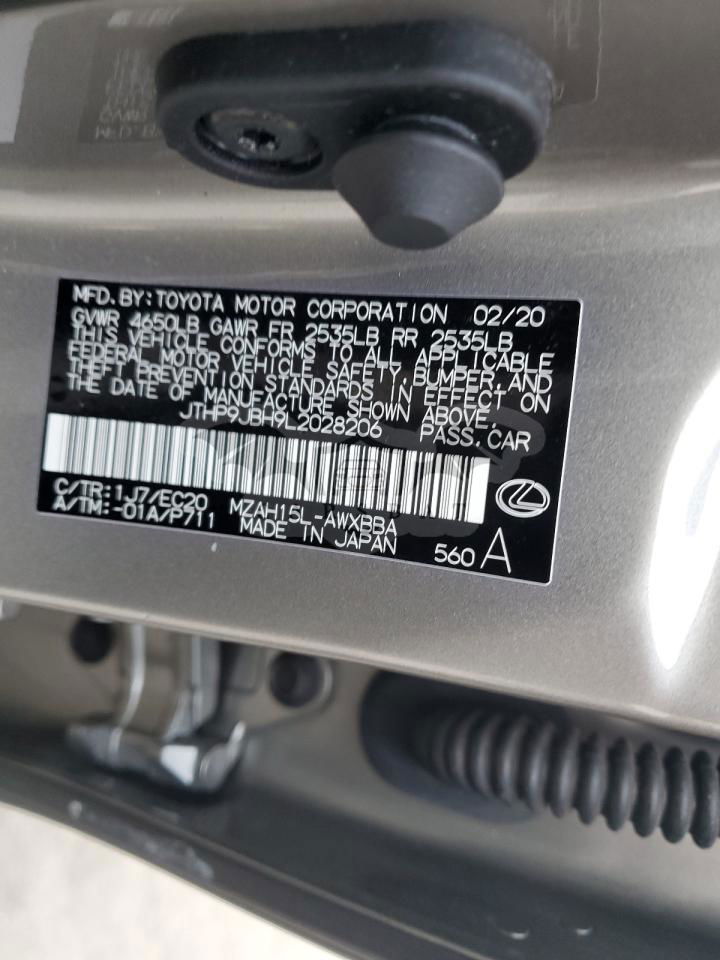 MFD.BY:TOYOTA MOTOR CORPORATION 02/20
GVWR 4650LB GAWR FR 2535LB RR 2535LB
THIS VEHICLE CONFORMS TO ALL APPLICABLE
FEDERAL MOTOR VEHICLE SAFETY,BUMPER,AND
THEFT PREVENTION STANDARDS IN EFFECT ON
THE DATE OF MANUFACTURE SHOWN ABOVE.
JTHP9JBH9L2028206 PASS.CAR
C/TR:1J7/EC20 MZAH15L-AWXBBA
A/TM:-01A/P711 MADE IN JAPAN 560 A